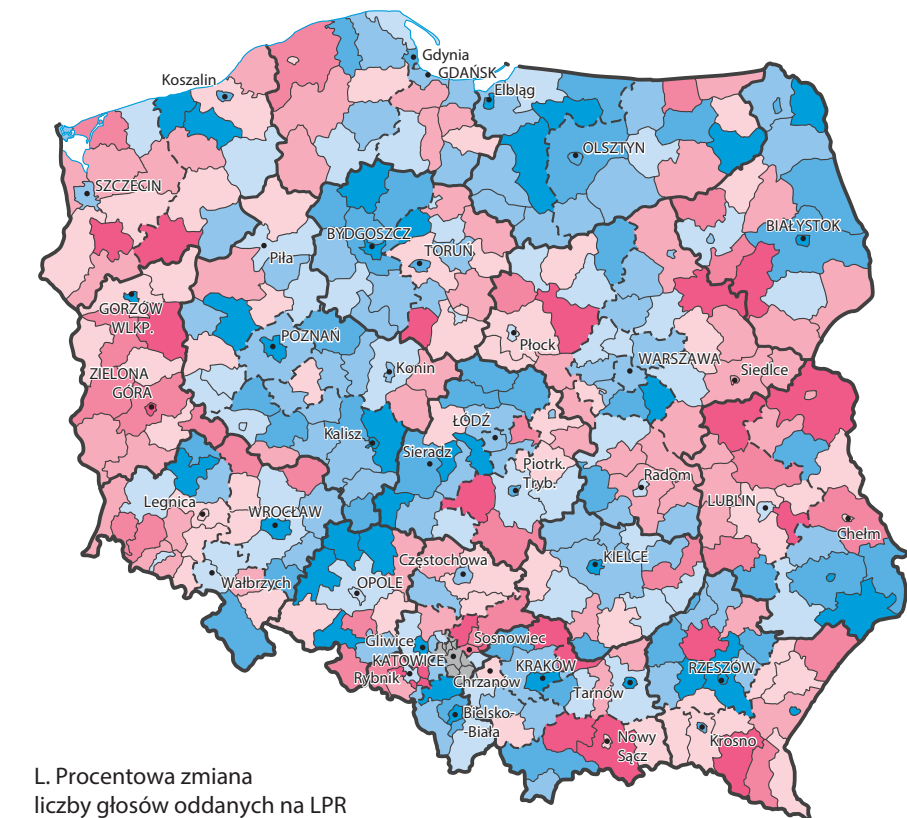 Gdynia
GDAŃSK
Koszalin
Elbląg
OLSZTYN
SZCZECIN
BIAŁYSTOK
BYDGOSZCZ
TORUŃ
Piła
GORZÓW
WLKP.
POZNAŃ
Płock
WARSZAWA
Siedlce
Konin
ZIELONA
GÓRA
ŁÓDŹ
Kalisz
Sieradz
Piotrk.
Tryb.
Radom
LUBLIN
Legnica
WROCŁAW
Chełm
KIELCE
Częstochowa
Wałbrzych
OPOLE
Gliwice
Sosnowiec
KATOWICE
KRAKÓW
RZESZÓW
Rybnik
Chrzanów
Tarnów
Bielsko-
-Biała
Nowy
Sącz
Krosno
L. Procentowa zmiana
liczby głosów oddanych na LPR